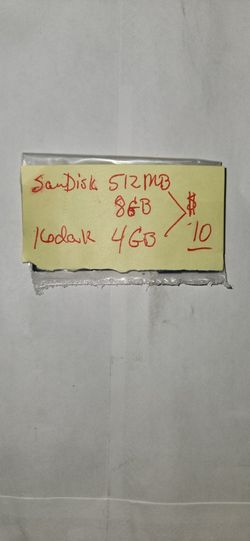 SanDisk 512MB
8GB $
Kodak 4GB 10